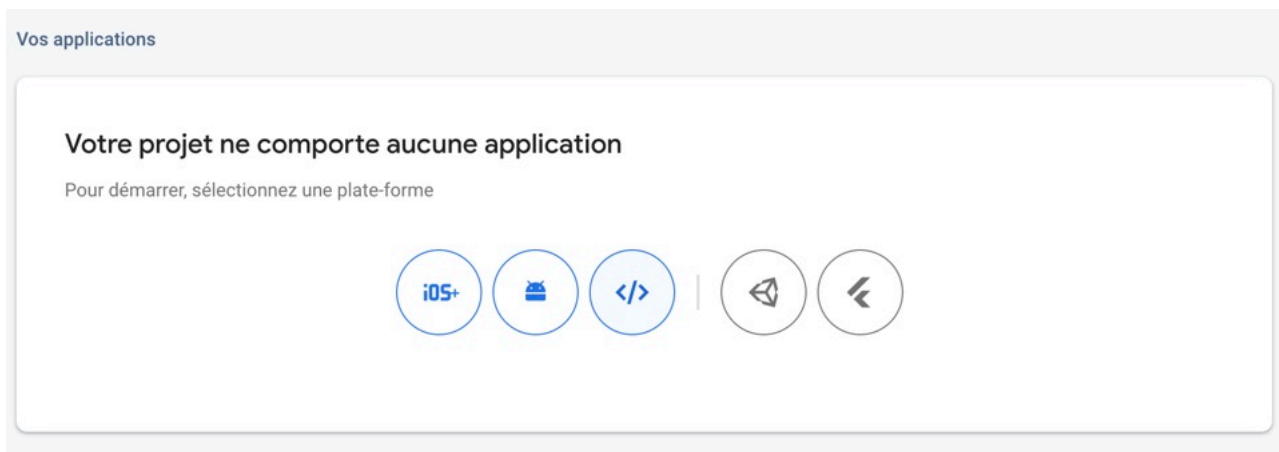 Vos applications
Votre projet ne comporte aucune application
Pour démarrer, sélectionnez une plate-forme
iOS+ </>